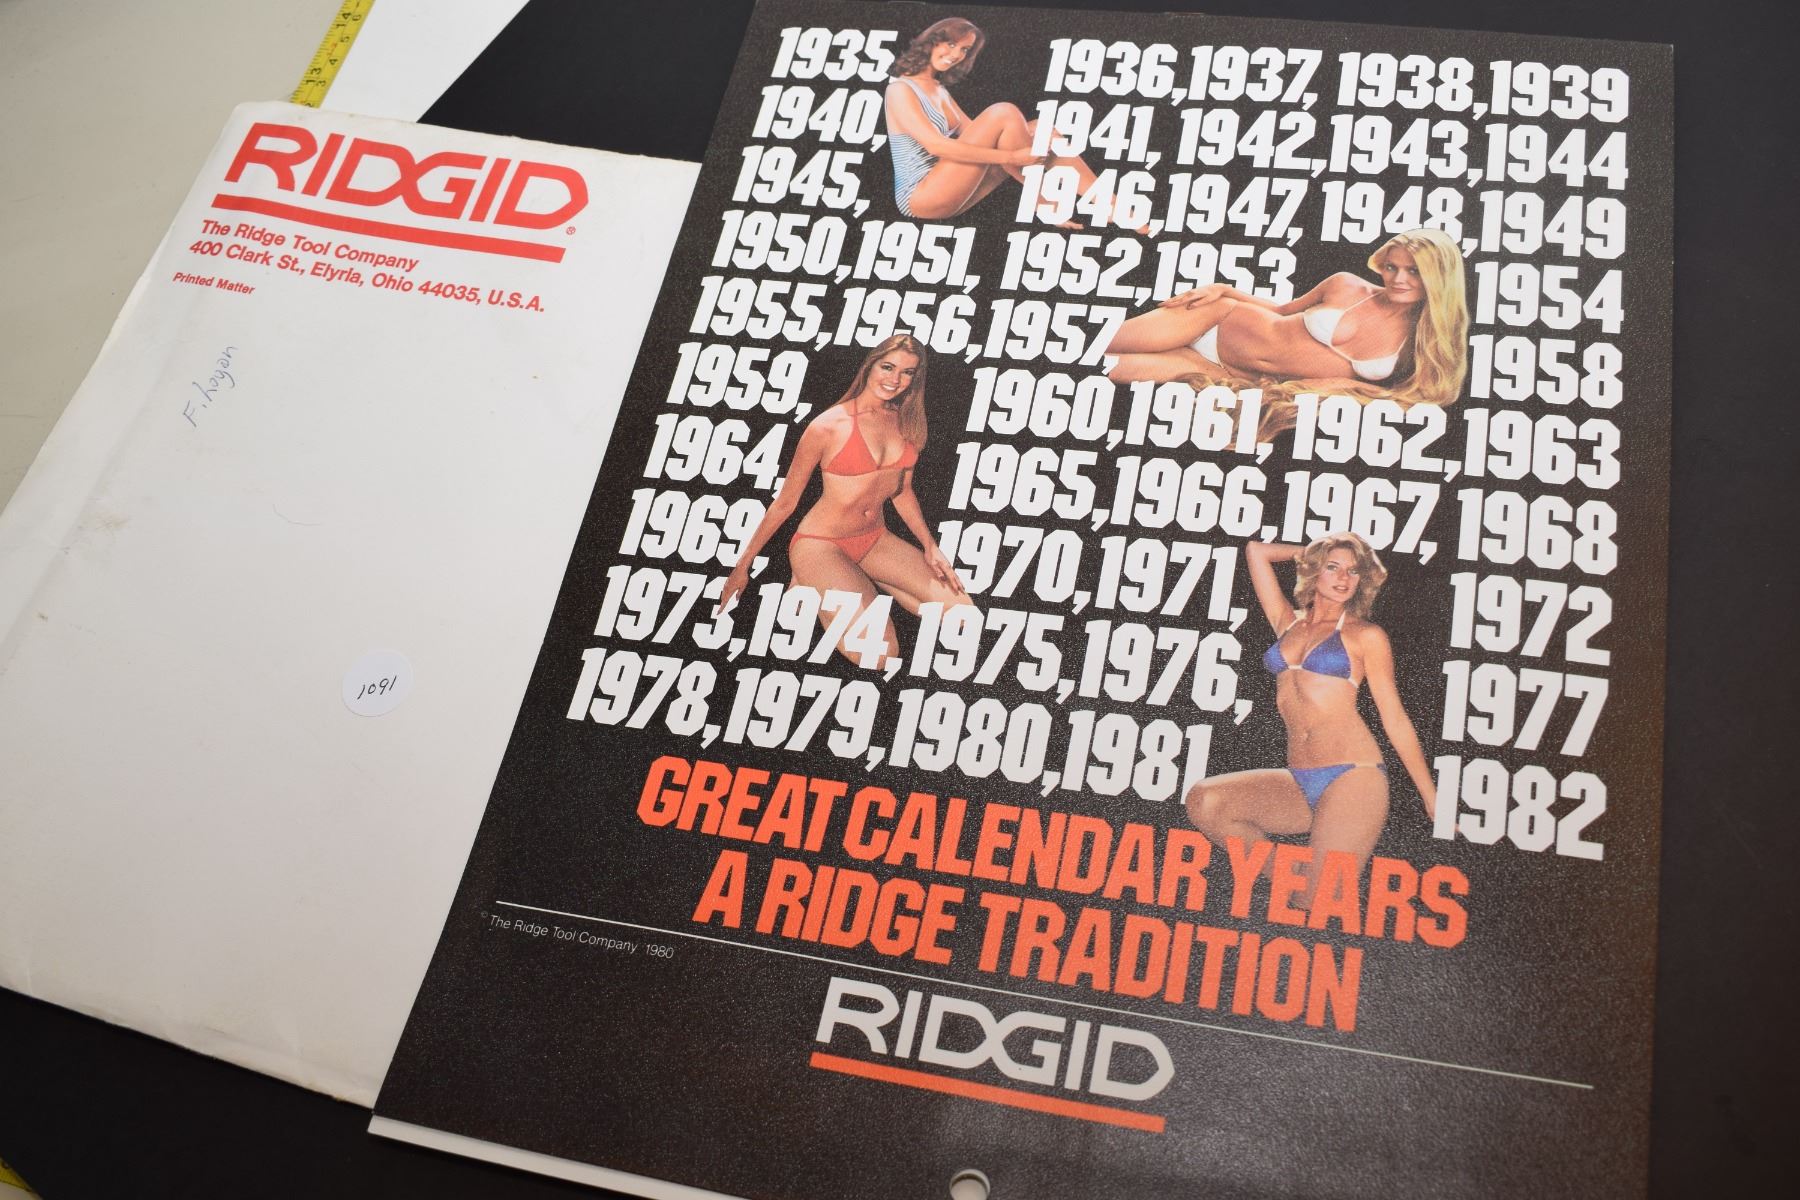 RIDGID®
The Ridge Tool Company
400 Clark St., Elyria, Ohio 44035, U.S.A.
Printed Matter
F. Logan
1091
1935, 1936, 1937, 1938, 1939
1940, 1941, 1942, 1943, 1944
1945, 1946, 1947, 1948, 1949
1950, 1951, 1952, 1953 1954
1955, 1956, 1957, 1958
1959, 1960, 1961, 1962, 1963
1964, 1965, 1966, 1967, 1968
1969, 1970, 1971, 1972
1973, 1974, 1975, 1976, 1977
1978, 1979, 1980, 1981 1982
GREAT CALENDAR YEARS
A RIDGE TRADITION
© The Ridge Tool Company 1980
RIDGID